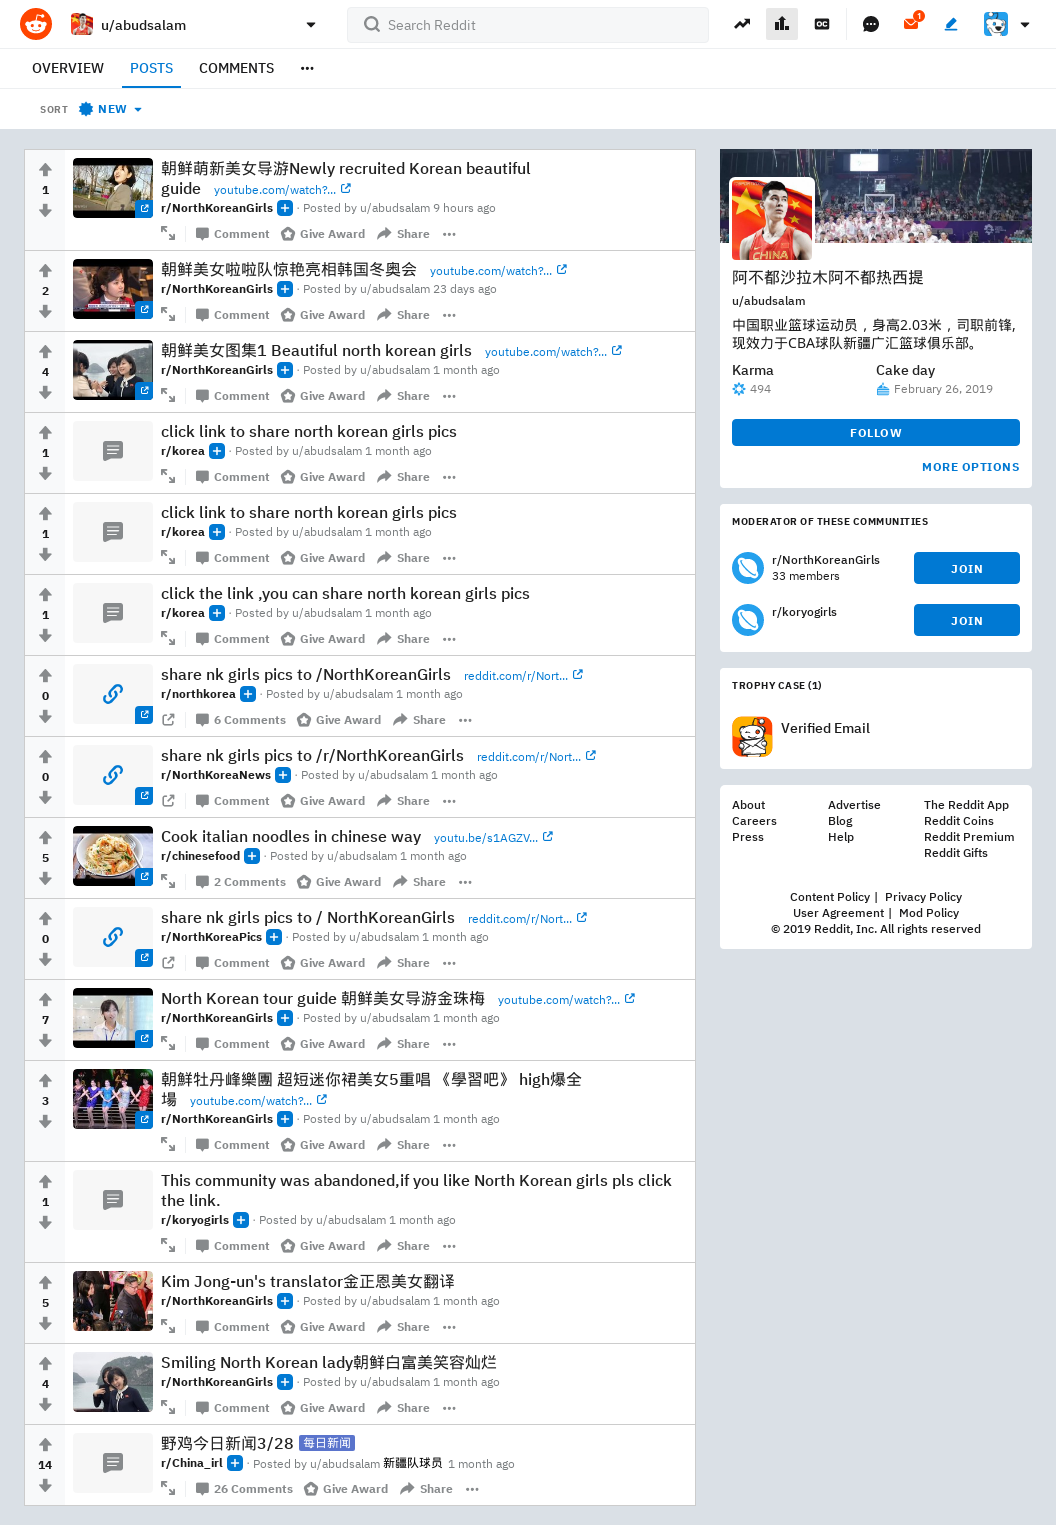 u/abudsalam
Search Reddit
1
OVERVIEW POSTS COMMENTS
SORT NEW
1
朝鲜萌新美女导游Newly recruited Korean beautiful
guide youtube.com/watch?...
r/NorthKoreanGirls · Posted by u/abudsalam 9 hours ago
Comment Give Award Share
2
朝鲜美女啦啦队惊艳亮相韩国冬奥会 youtube.com/watch?...
r/NorthKoreanGirls · Posted by u/abudsalam 23 days ago
Comment Give Award Share
4
朝鲜美女图集1 Beautiful north korean girls youtube.com/watch?...
r/NorthKoreanGirls · Posted by u/abudsalam 1 month ago
Comment Give Award Share
1
click link to share north korean girls pics
r/korea · Posted by u/abudsalam 1 month ago
Comment Give Award Share
1
click link to share north korean girls pics
r/korea · Posted by u/abudsalam 1 month ago
Comment Give Award Share
1
click the link ,you can share north korean girls pics
r/korea · Posted by u/abudsalam 1 month ago
Comment Give Award Share
0
share nk girls pics to /NorthKoreanGirls reddit.com/r/Nort...
r/northkorea · Posted by u/abudsalam 1 month ago
6 Comments Give Award Share
0
share nk girls pics to /r/NorthKoreanGirls reddit.com/r/Nort...
r/NorthKoreaNews · Posted by u/abudsalam 1 month ago
Comment Give Award Share
5
Cook italian noodles in chinese way youtu.be/s1AGZV...
r/chinesefood · Posted by u/abudsalam 1 month ago
2 Comments Give Award Share
0
share nk girls pics to / NorthKoreanGirls reddit.com/r/Nort...
r/NorthKoreaPics · Posted by u/abudsalam 1 month ago
Comment Give Award Share
7
North Korean tour guide 朝鲜美女导游金珠梅 youtube.com/watch?...
r/NorthKoreanGirls · Posted by u/abudsalam 1 month ago
Comment Give Award Share
3
朝鲜牡丹峰樂團 超短迷你裙美女5重唱 《學習吧》 high爆全
場 youtube.com/watch?...
r/NorthKoreanGirls · Posted by u/abudsalam 1 month ago
Comment Give Award Share
1
This community was abandoned,if you like North Korean girls pls click
the link.
r/koryogirls · Posted by u/abudsalam 1 month ago
Comment Give Award Share
5
Kim Jong-un's translator金正恩美女翻译
r/NorthKoreanGirls · Posted by u/abudsalam 1 month ago
Comment Give Award Share
4
Smiling North Korean lady朝鲜白富美笑容灿烂
r/NorthKoreanGirls · Posted by u/abudsalam 1 month ago
Comment Give Award Share
14
野鸡今日新闻3/28 每日新闻
r/China_irl · Posted by u/abudsalam 新疆队球员 1 month ago
26 Comments Give Award Share
阿不都沙拉木阿不都热西提
u/abudsalam
中国职业篮球运动员，身高2.03米，司职前锋,
现效力于CBA球队新疆广汇篮球俱乐部。
Karma Cake day
494 February 26, 2019
FOLLOW
MORE OPTIONS
MODERATOR OF THESE COMMUNITIES
r/NorthKoreanGirls
33 members
JOIN
r/koryogirls
JOIN
TROPHY CASE (1)
Verified Email
About Advertise The Reddit App
Careers Blog Reddit Coins
Press Help Reddit Premium
Reddit Gifts
Content Policy | Privacy Policy
User Agreement | Mod Policy
© 2019 Reddit, Inc. All rights reserved